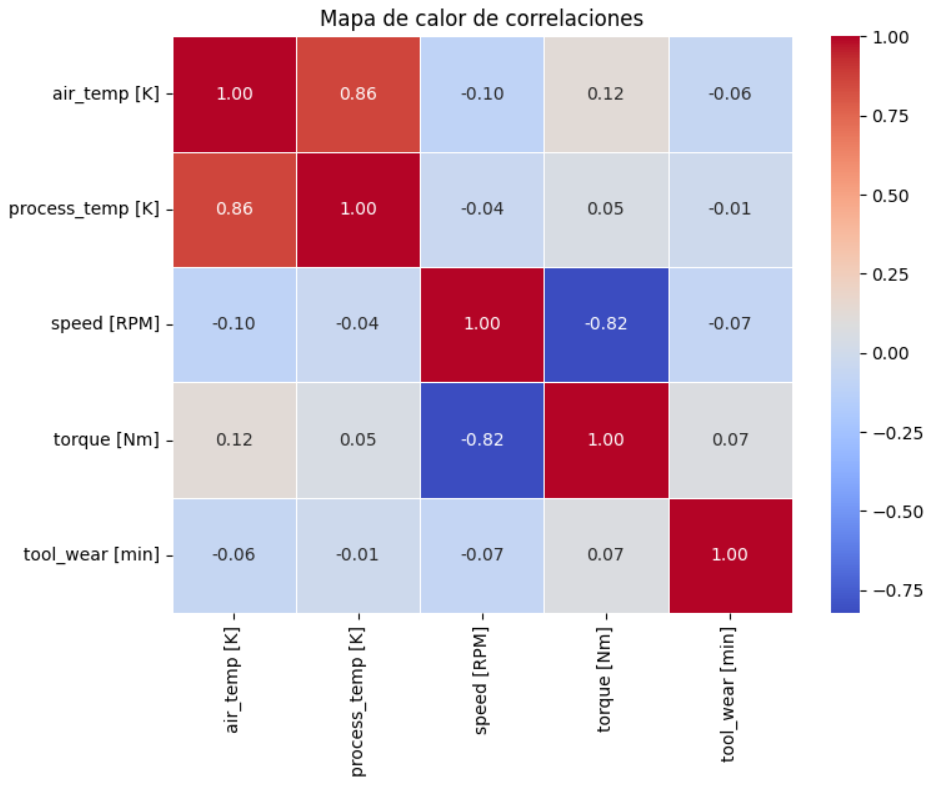 Mapa de calor de correlaciones
air_temp [K] 1.00 0.86 -0.10 0.12 -0.06
process_temp [K] 0.86 1.00 -0.04 0.05 -0.01
speed [RPM] -0.10 -0.04 1.00 -0.82 -0.07
torque [Nm] 0.12 0.05 -0.82 1.00 0.07
tool_wear [min] -0.06 -0.01 -0.07 0.07 1.00
air_temp [K]
process_temp [K]
speed [RPM]
torque [Nm]
tool_wear [min]
1.00
0.75
0.50
0.25
0.00
−0.25
−0.50
−0.75